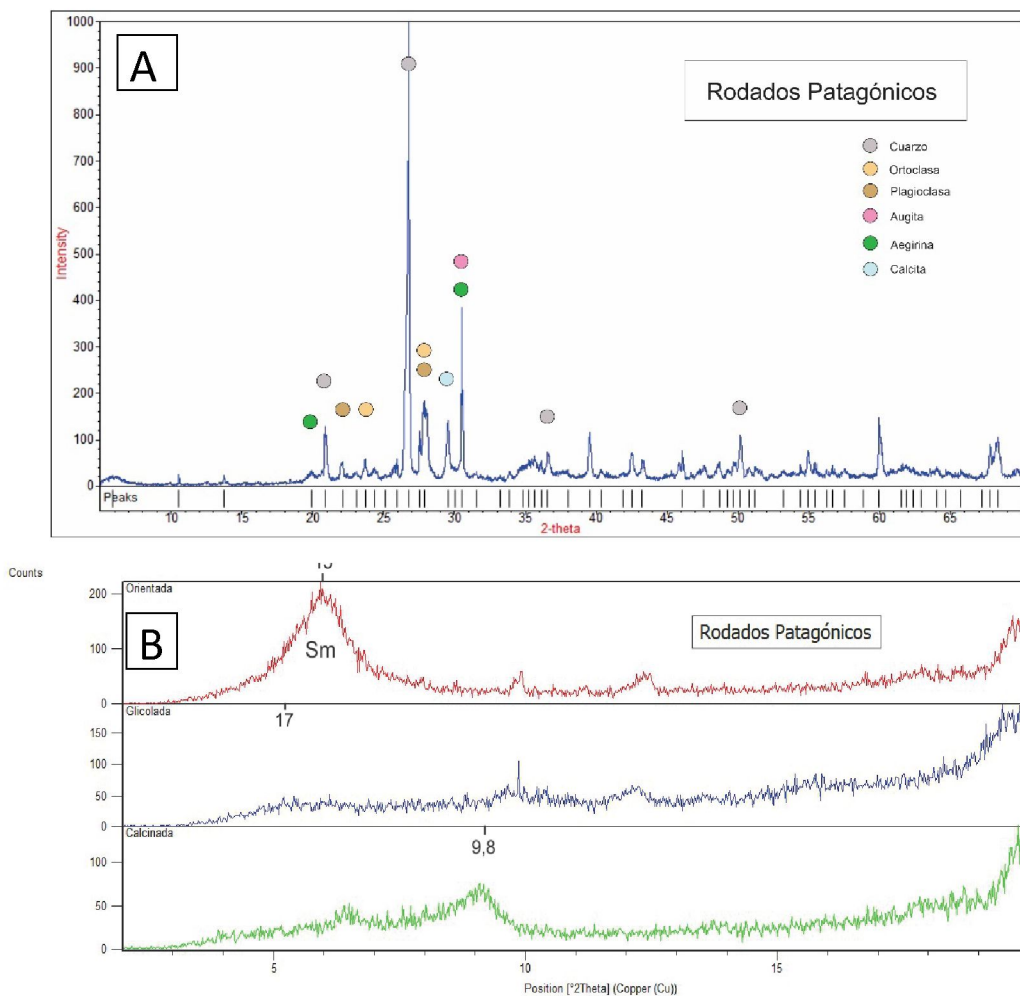 A
Rodados Patagónicos
Cuarzo
Ortoclasa
Plagioclasa
Augita
Aegirina
Calcita
Intensity
1000
900
800
700
600
500
400
300
200
100
0
Peaks
10 15 20 25 30 35 40 45 50 55 60 65
2-theta
Counts
B
Orientada
15
Sm
Rodados Patagónicos
200
100
0
Glicolada
17
150
100
50
0
Calcinada
9,8
100
50
0
5 10 15
Position [°2Theta] (Copper (Cu))